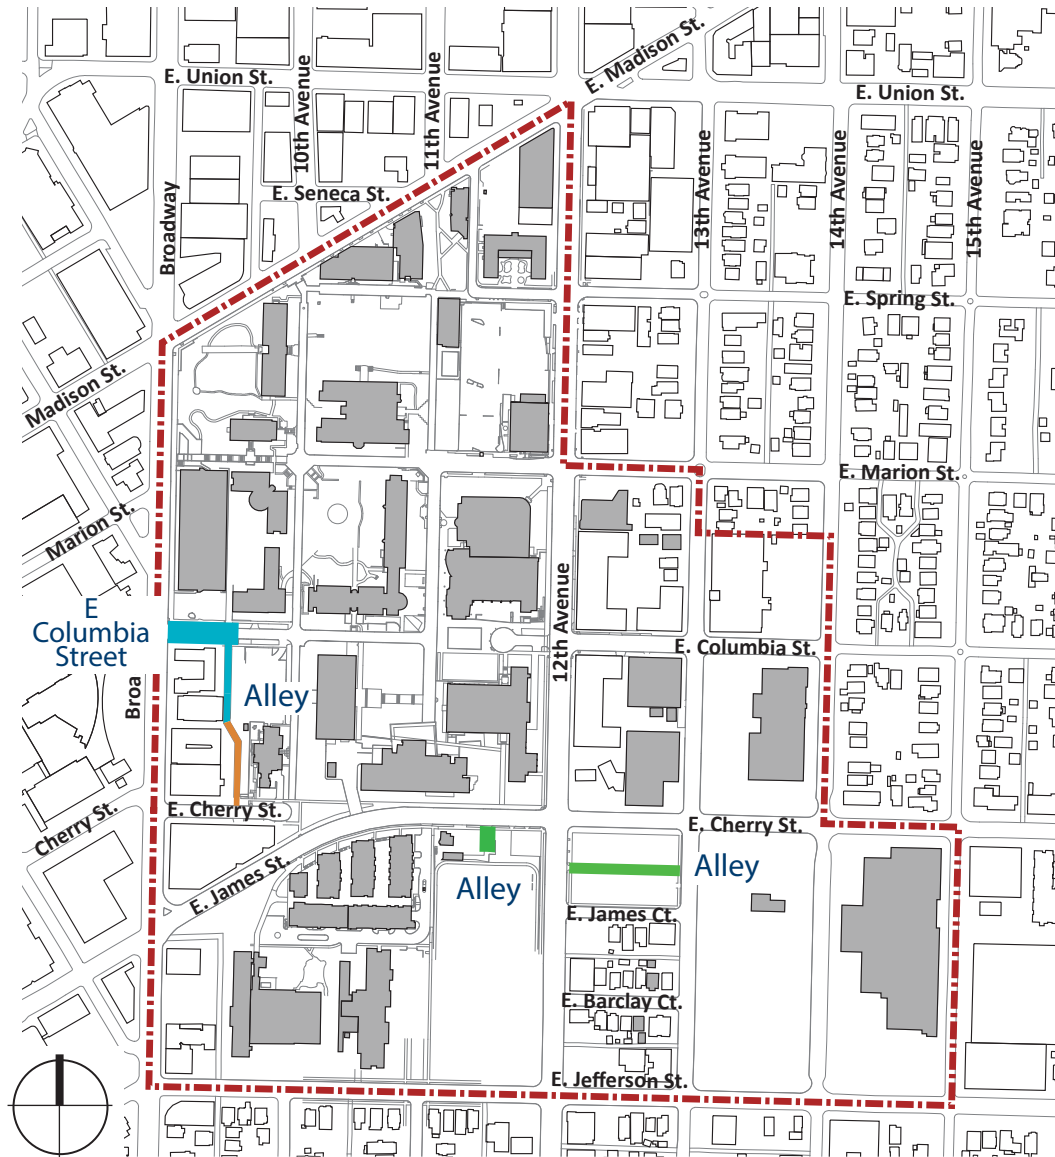 E. Madison St.
E. Union St.
E. Union St.
10th Avenue
11th Avenue
E. Seneca St.
Broadway
13th Avenue
14th Avenue
15th Avenue
E. Spring St.
Madison St.
E. Marion St.
Marion St.
12th Avenue
E
Columbia
Street
E. Columbia St.
Broa
Alley
E. Cherry St.
Cherry St.
E. Cherry St.
E. James St.
Alley
Alley
E. James Ct.
E. Barclay Ct.
E. Jefferson St.